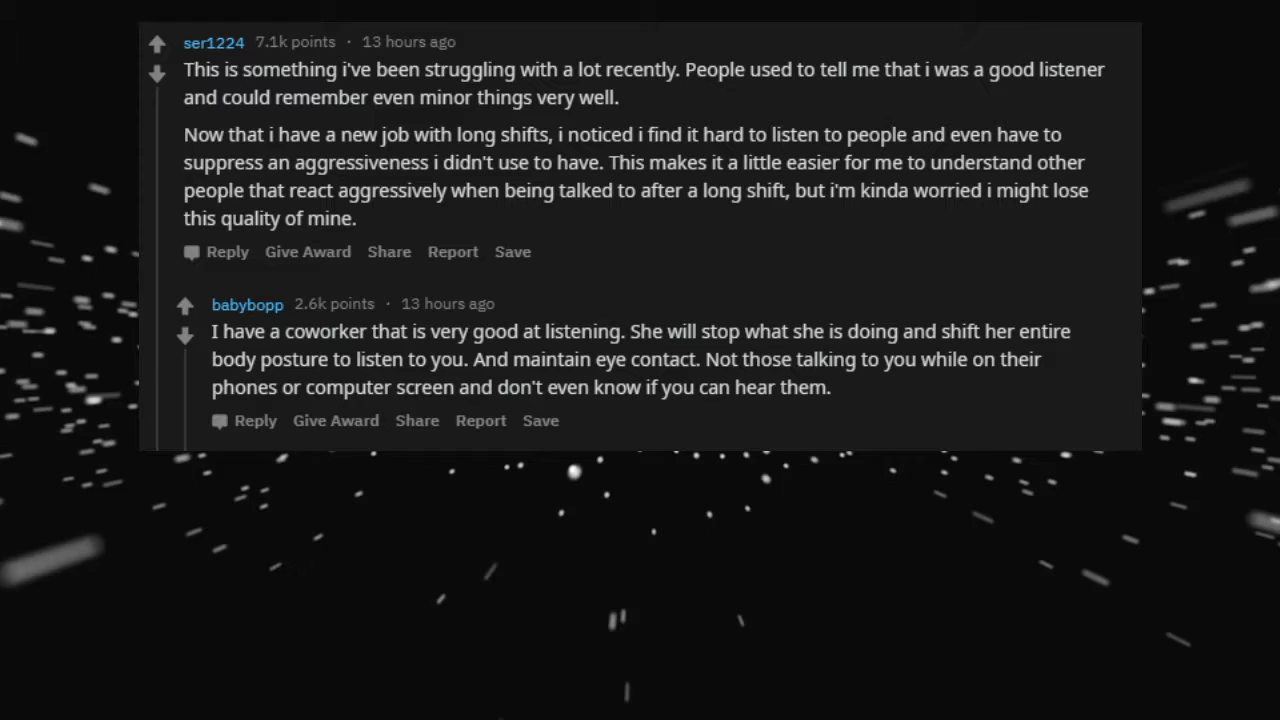 ser1224 7.1k points · 13 hours ago
This is something i've been struggling with a lot recently. People used to tell me that i was a good listener
and could remember even minor things very well.
Now that i have a new job with long shifts, i noticed i find it hard to listen to people and even have to
suppress an aggressiveness i didn't use to have. This makes it a little easier for me to understand other
people that react aggressively when being talked to after a long shift, but i'm kinda worried i might lose
this quality of mine.
Reply Give Award Share Report Save
babybopp 2.6k points · 13 hours ago
I have a coworker that is very good at listening. She will stop what she is doing and shift her entire
body posture to listen to you. And maintain eye contact. Not those talking to you while on their
phones or computer screen and don't even know if you can hear them.
Reply Give Award Share Report Save